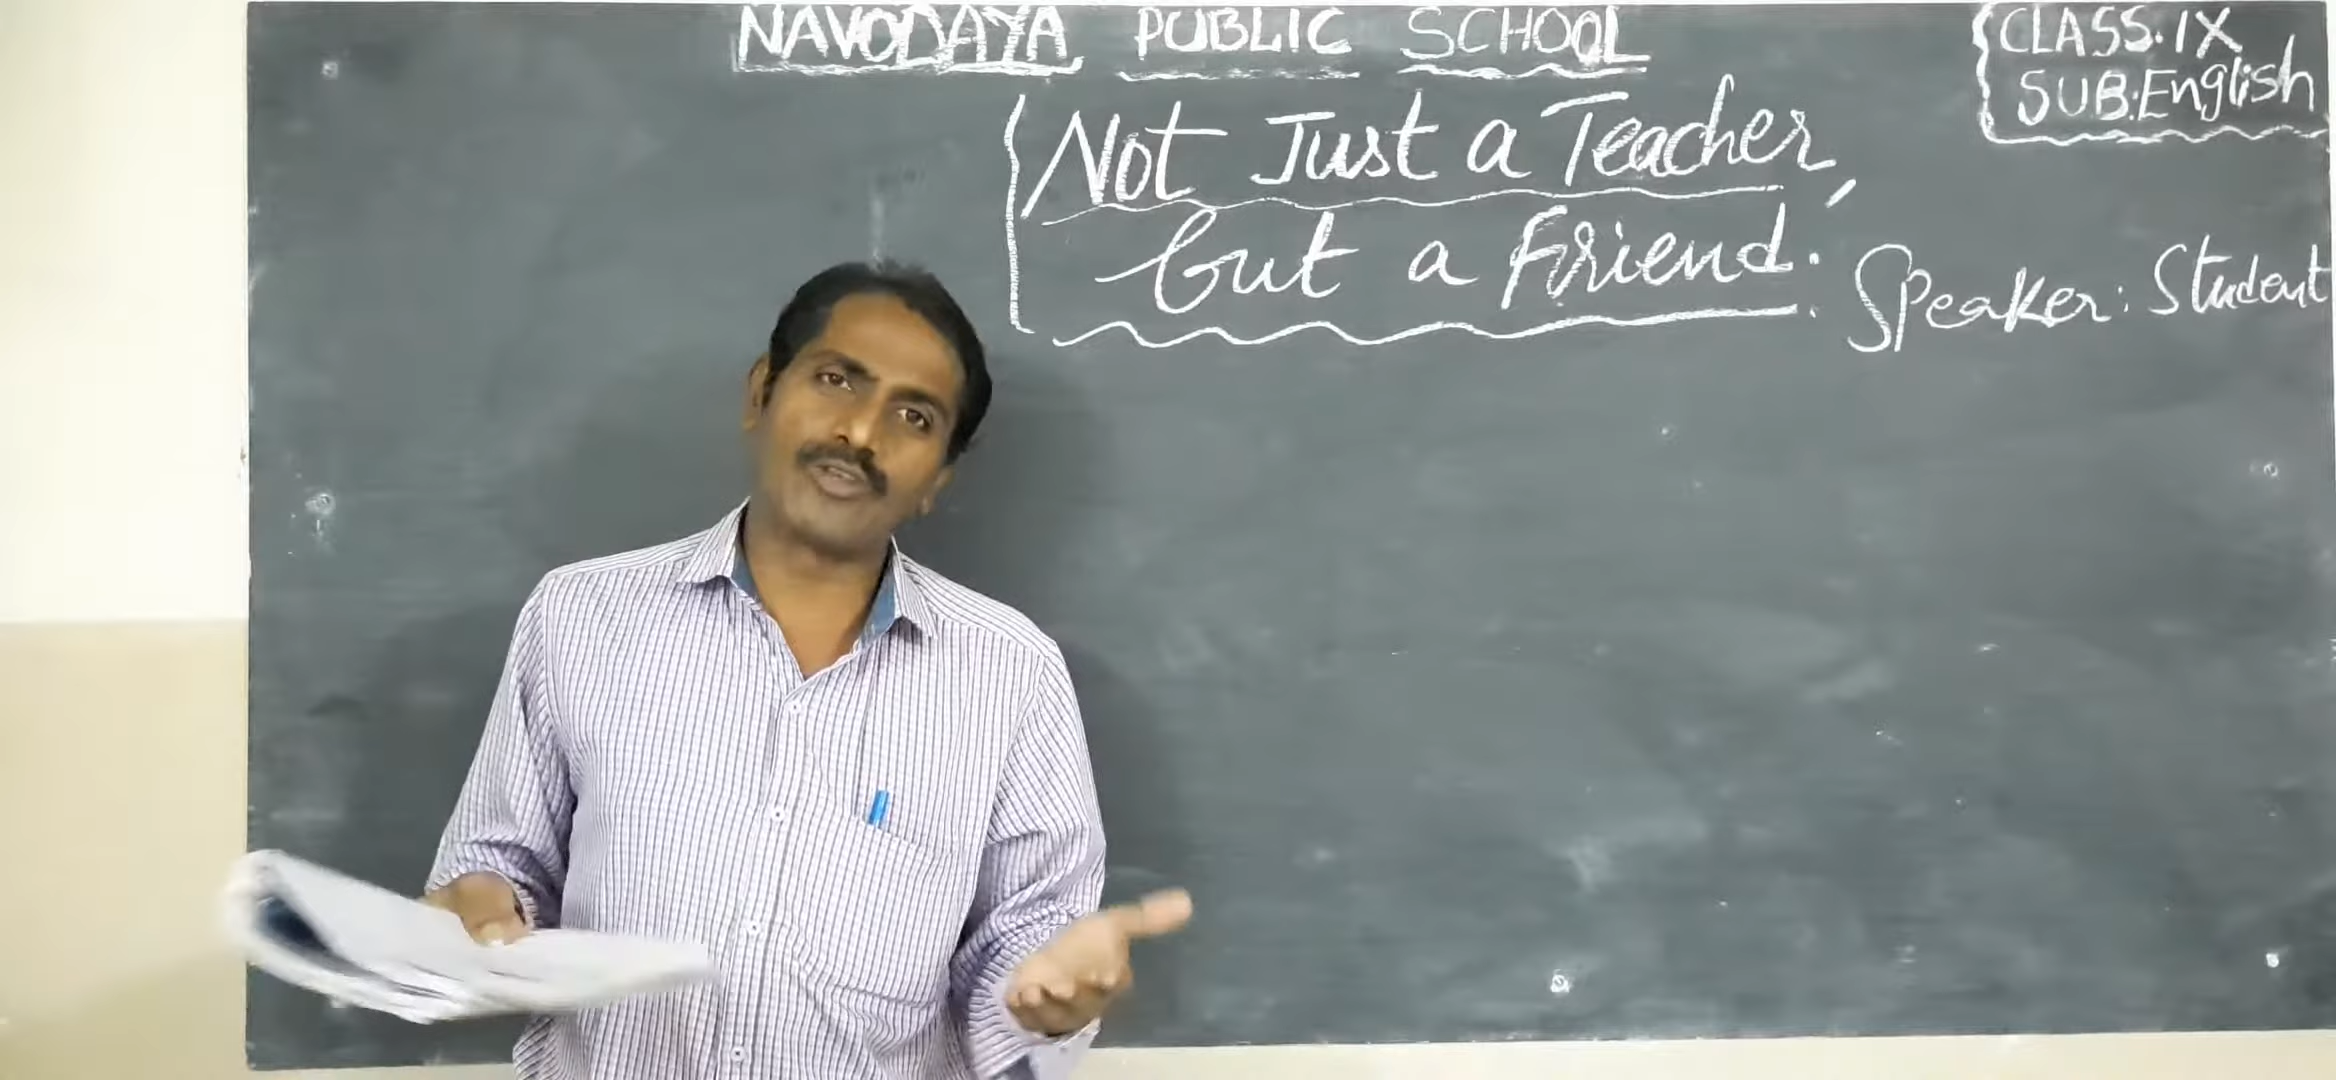 NAVODAYA PUBLIC SCHOOL
CLASS.IX
SUB:English
Not Just a Teacher,
but a Friend.
Speaker: Student